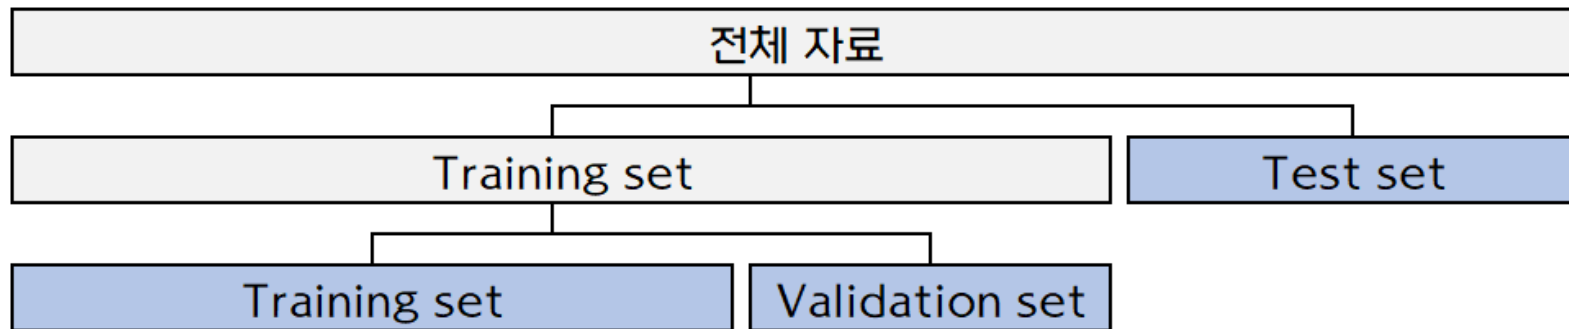 전체 자료
Training set
Test set
Training set
Validation set